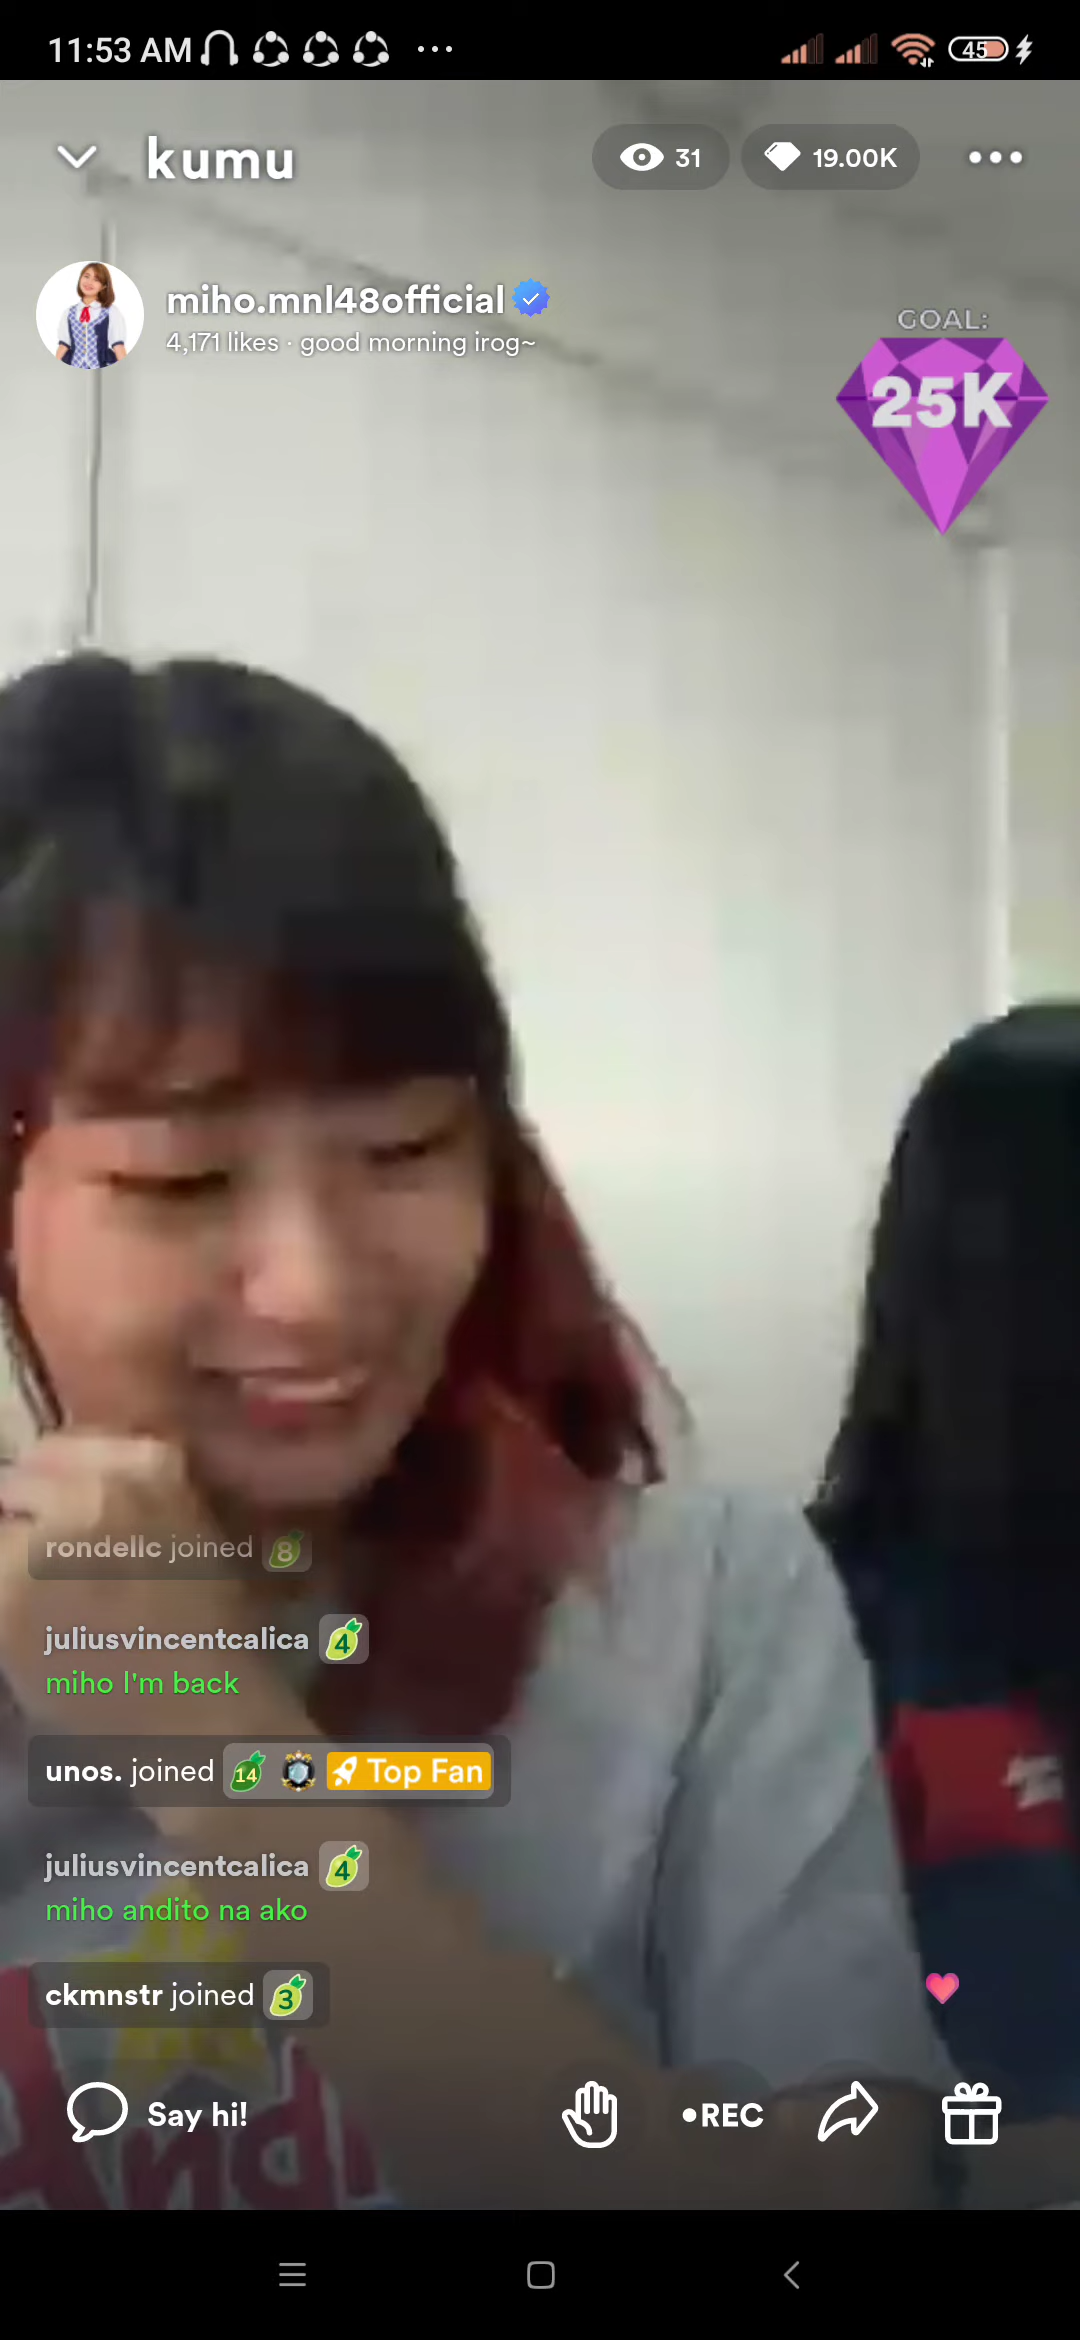 11:53 AM
45
kumu
31
19.00K
miho.mnl48official
4,171 likes · good morning irog~
GOAL:
25K
rondellc joined 8
juliusvincentcalica 4
miho I'm back
unos. joined 14 Top Fan
juliusvincentcalica 4
miho andito na ako
ckmnstr joined 3
Say hi!
•REC